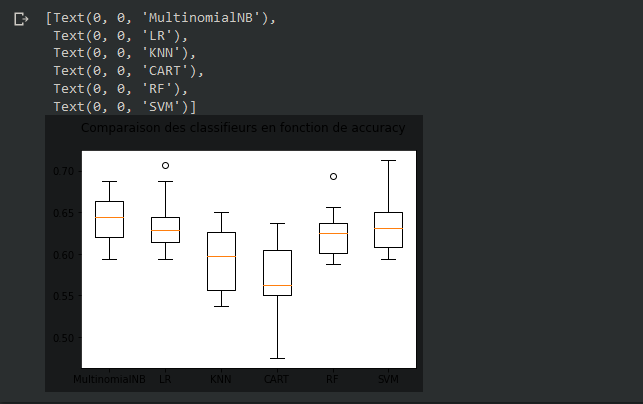 [Text(0, 0, 'MultinomialNB'),
Text(0, 0, 'LR'),
Text(0, 0, 'KNN'),
Text(0, 0, 'CART'),
Text(0, 0, 'RF'),
Text(0, 0, 'SVM')]
Comparaison des classifieurs en fonction de accuracy
0.70
0.65
0.60
0.55
0.50
MultinomialNB LR KNN CART RF SVM